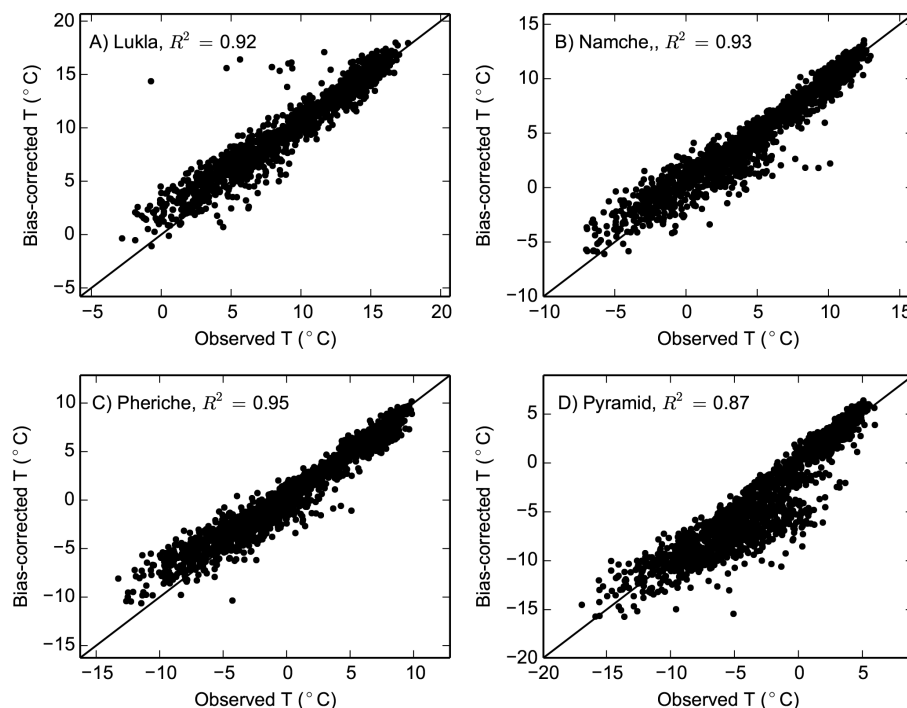 A) Lukla, R² = 0.92
20
15
10
5
0
−5
−5 0 5 10 15 20
Bias-corrected T (°C)
Observed T (°C)
B) Namche,, R² = 0.93
15
10
5
0
−5
−10
−10 −5 0 5 10 15
Bias-corrected T (°C)
Observed T (°C)
C) Pheriche, R² = 0.95
10
5
0
−5
−10
−15
−15 −10 −5 0 5 10
Bias-corrected T (°C)
Observed T (°C)
D) Pyramid, R² = 0.87
5
0
−5
−10
−15
−20
−20 −15 −10 −5 0 5
Bias-corrected T (°C)
Observed T (°C)